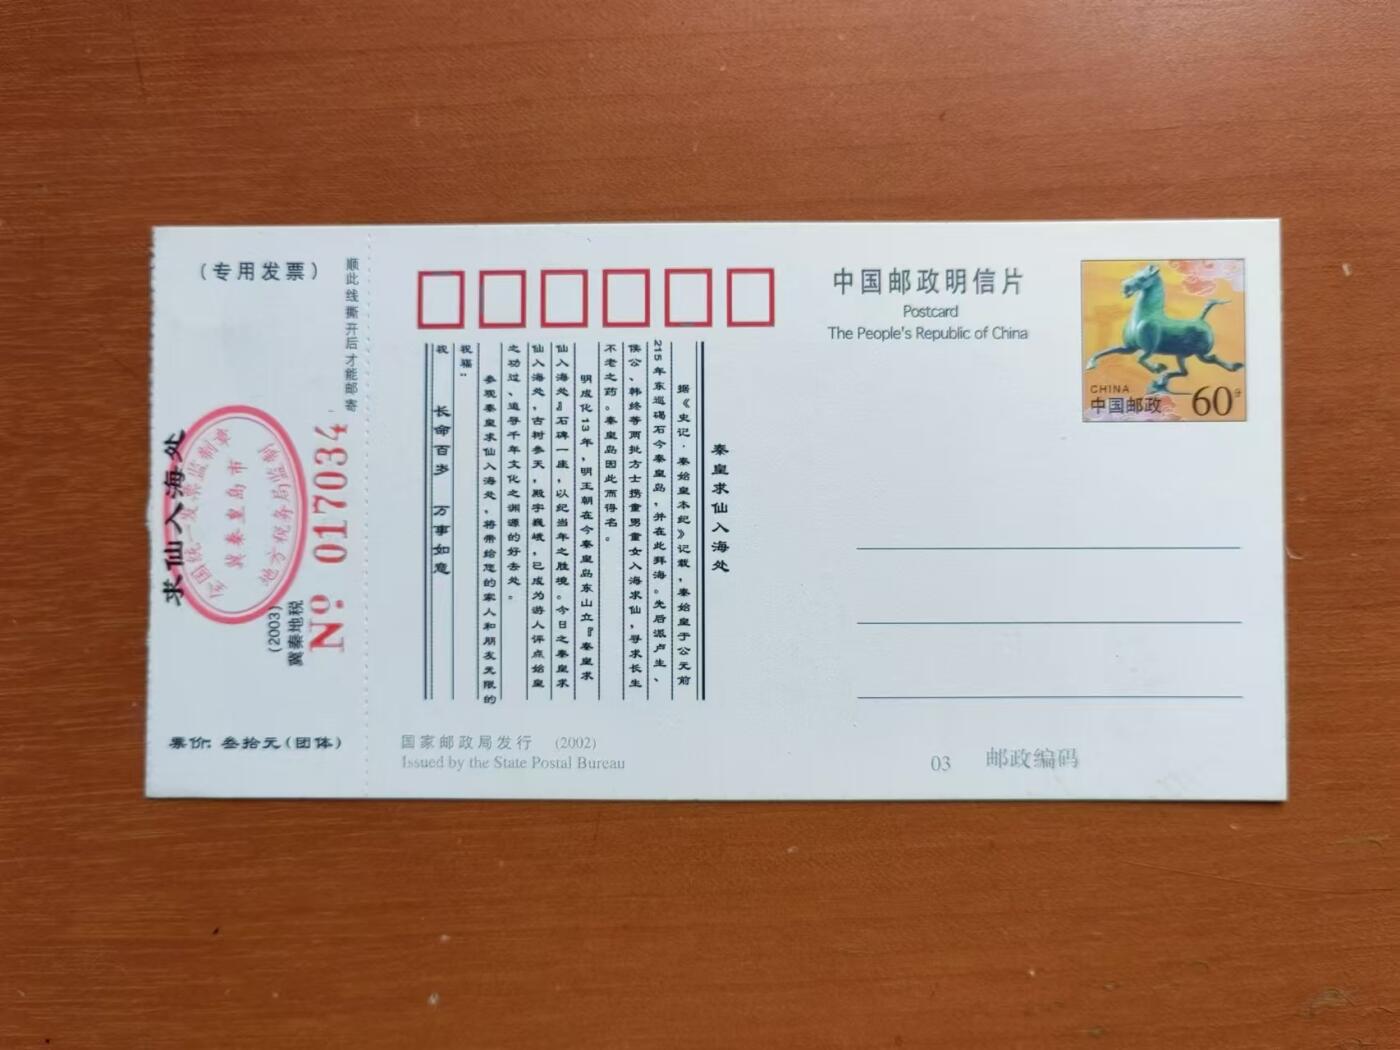 （专用发票）
顺此线撕开后才能邮寄
求仙入海处
全国统一发票监制章
冀秦皇岛市
地方税务局监制
(2003)
冀秦地税
No. 017034
票价: 叁拾元(团体)
中国邮政明信片
Postcard
The People's Republic of China
CHINA
中国邮政 60分
秦皇求仙入海处
据《史记·秦始皇本纪》记载，秦始皇于公元前
215年东巡碣石今秦皇岛，并在此拜海。先后派卢生、
侯公、韩终等两批方士携童男童女入海求仙，寻求长生
不老之药。秦皇岛因此而得名。
明成化13年，明王朝在今秦皇岛东山立『秦皇求
仙入海处』石碑一座，以纪当年之胜境。今日之秦皇求
仙入海处，古树参天，殿宇巍峨，已成为游人评点始皇
之功过、追寻千年文化之渊源的好去处。
参观秦皇求仙入海处，将带给您的家人和朋友无限的
祝福：
祝 长命百岁 万事如意
国家邮政局发行 (2002)
Issued by the State Postal Bureau
03 邮政编码